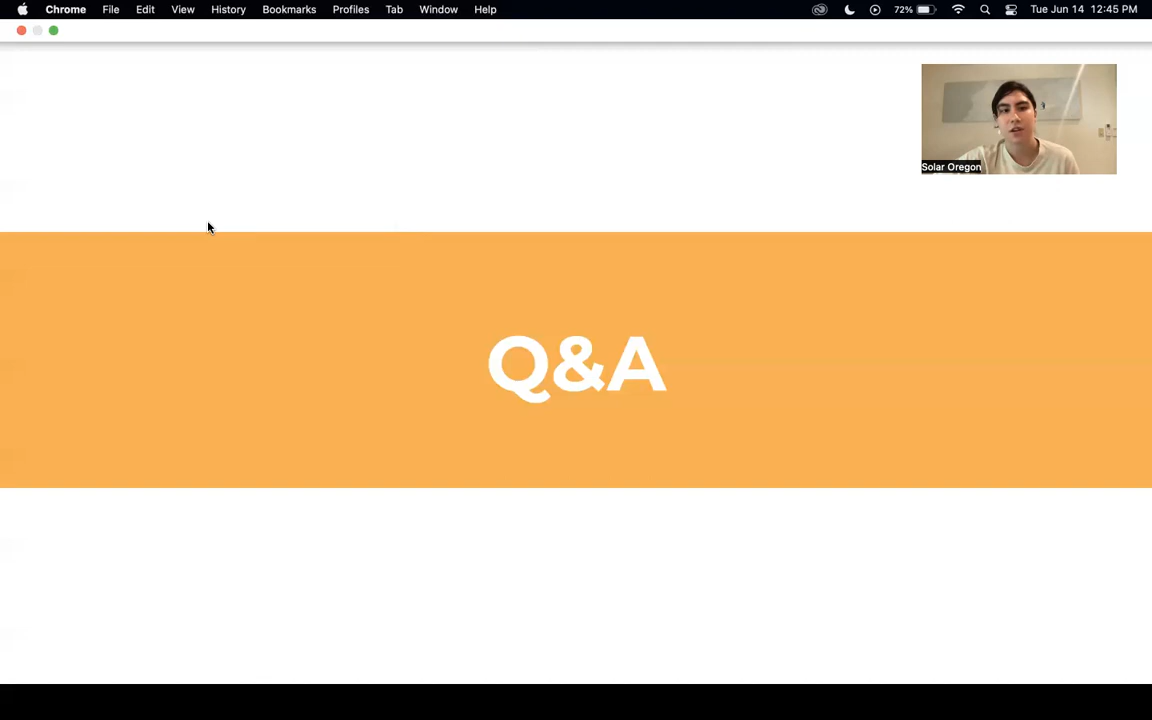 Chrome File Edit View History Bookmarks Profiles Tab Window Help 72% Tue Jun 14 12:45 PM
Solar Oregon
Q&A